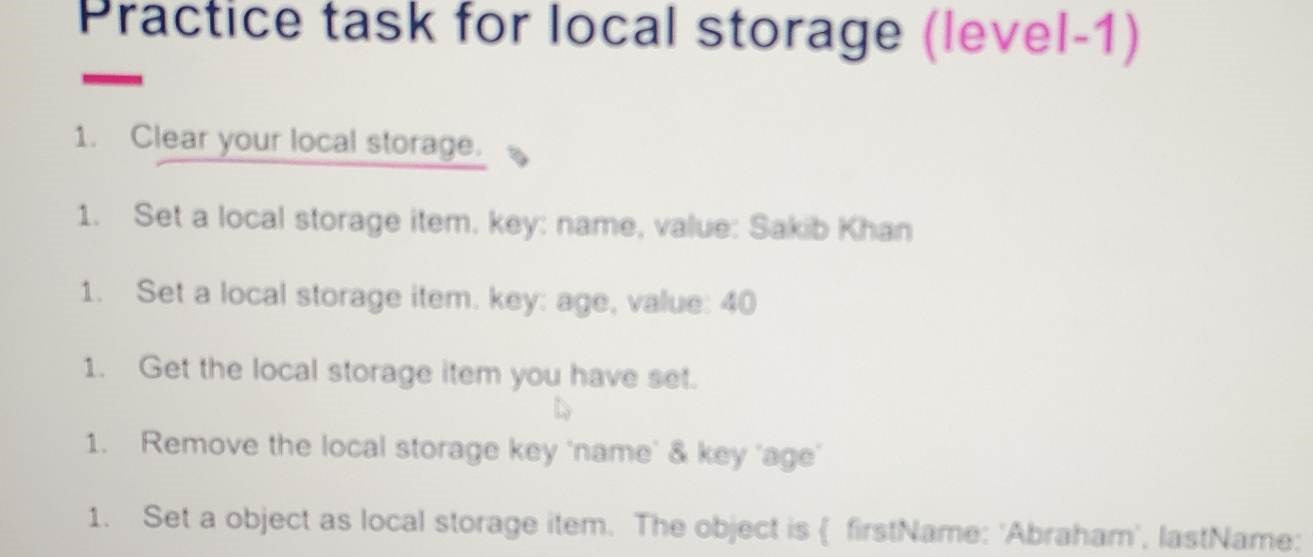 Practice task for local storage (level-1)
1. Clear your local storage.
1. Set a local storage item. key: name, value: Sakib Khan
1. Set a local storage item. key: age, value: 40
1. Get the local storage item you have set.
1. Remove the local storage key 'name' & key 'age'
1. Set a object as local storage item. The object is { firstName: 'Abraham', lastName: